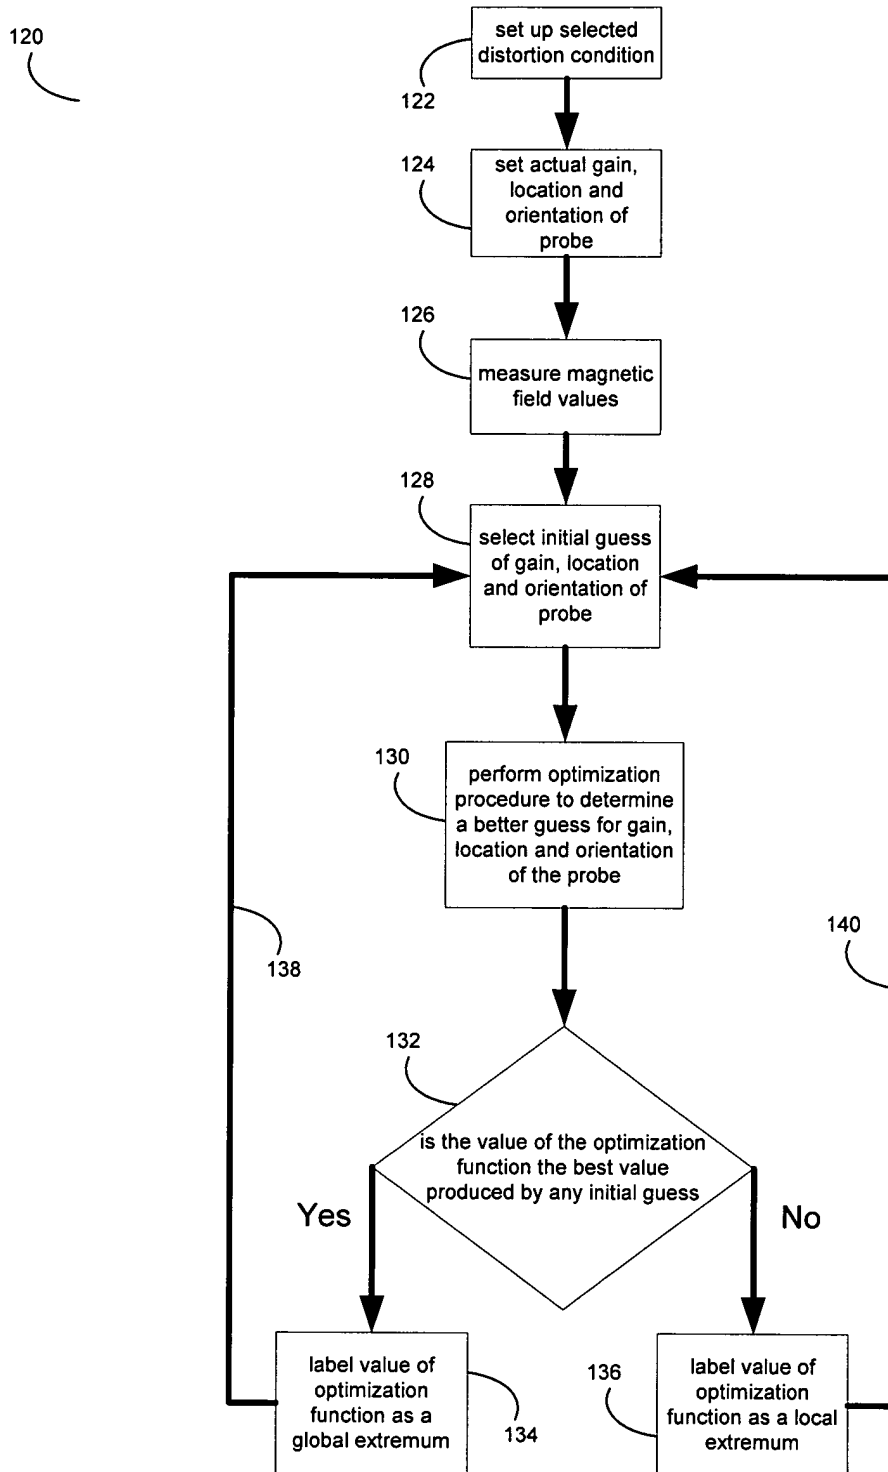 120
set up selected
distortion condition
122
124
set actual gain,
location and
orientation of
probe
126
measure magnetic
field values
128
select initial guess
of gain, location
and orientation of
probe
130
perform optimization
procedure to determine
a better guess for gain,
location and orientation
of the probe
138
140
132
is the value of the optimization
function the best value
produced by any initial guess
Yes
No
label value of
optimization
function as a
global extremum
134
136
label value of
optimization
function as a local
extremum